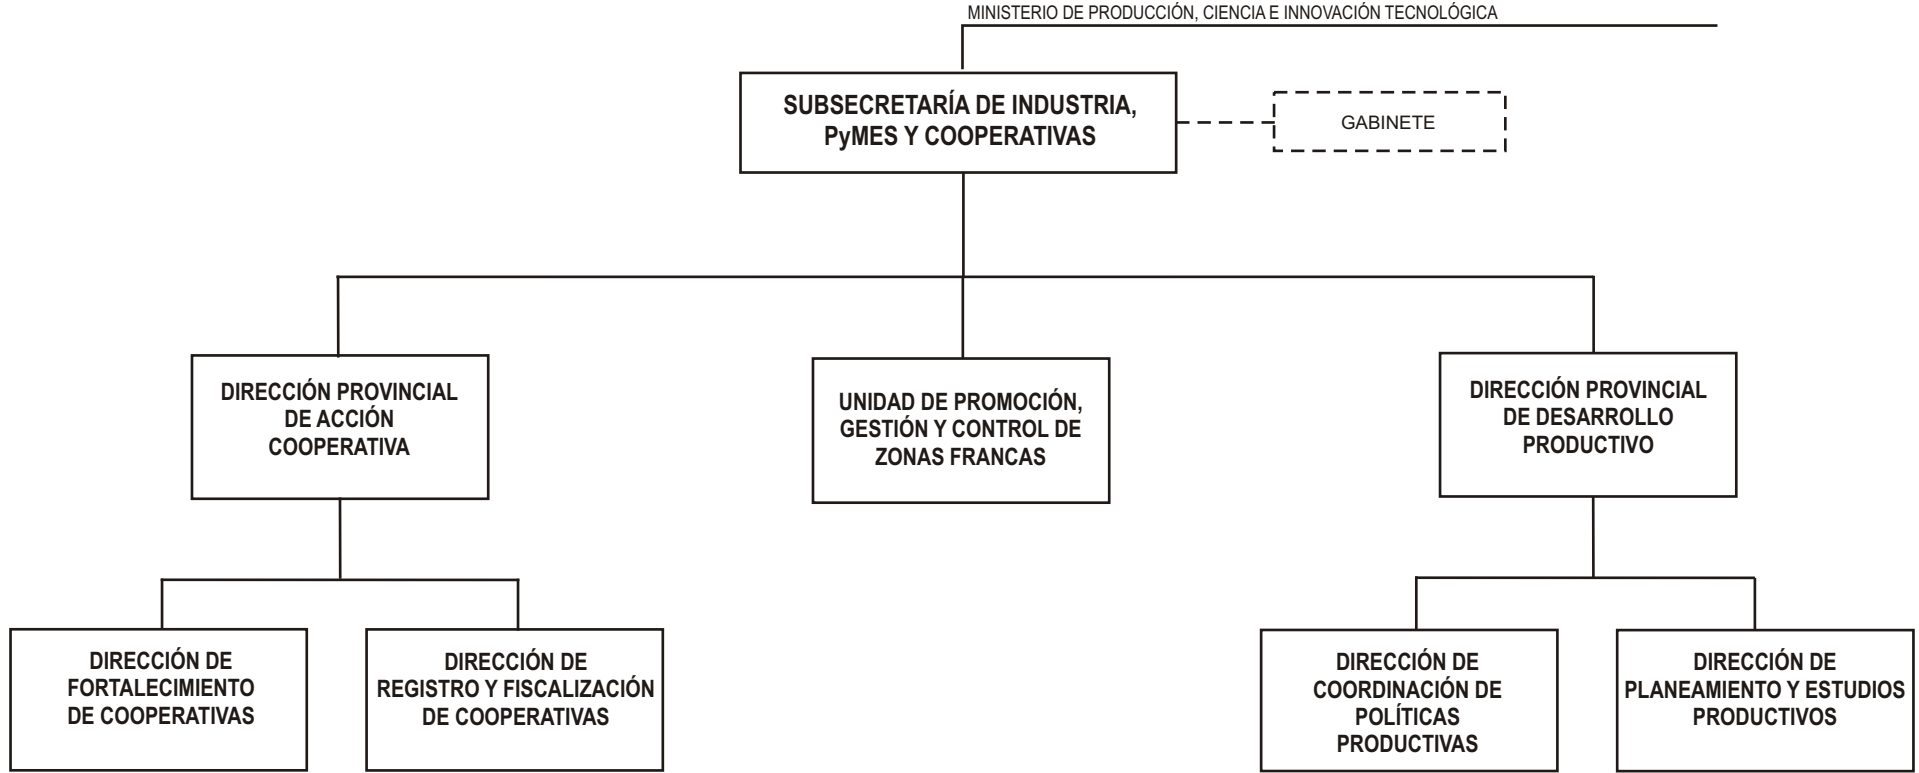 MINISTERIO DE PRODUCCIÓN, CIENCIA E INNOVACIÓN TECNOLÓGICA
SUBSECRETARÍA DE INDUSTRIA,
PyMES Y COOPERATIVAS
GABINETE
DIRECCIÓN PROVINCIAL
DE ACCIÓN
COOPERATIVA
UNIDAD DE PROMOCIÓN,
GESTIÓN Y CONTROL DE
ZONAS FRANCAS
DIRECCIÓN PROVINCIAL
DE DESARROLLO
PRODUCTIVO
DIRECCIÓN DE
FORTALECIMIENTO
DE COOPERATIVAS
DIRECCIÓN DE
REGISTRO Y FISCALIZACIÓN
DE COOPERATIVAS
DIRECCIÓN DE
COORDINACIÓN DE
POLÍTICAS
PRODUCTIVAS
DIRECCIÓN DE
PLANEAMIENTO Y ESTUDIOS
PRODUCTIVOS